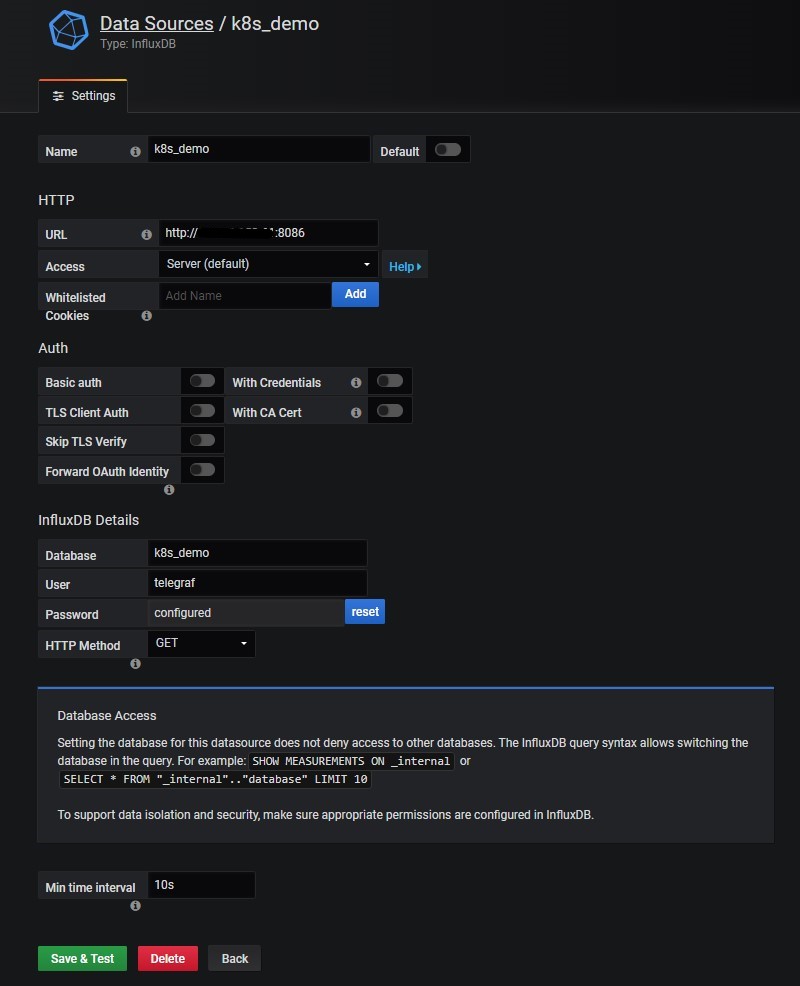 Data Sources / k8s_demo
Type: InfluxDB
Settings
Name k8s_demo Default
HTTP
URL http:// :8086
Access Server (default) Help
Whitelisted Cookies Add Name Add
Auth
Basic auth With Credentials
TLS Client Auth With CA Cert
Skip TLS Verify
Forward OAuth Identity
InfluxDB Details
Database k8s_demo
User telegraf
Password configured reset
HTTP Method GET
Database Access
Setting the database for this datasource does not deny access to other databases. The InfluxDB query syntax allows switching the
database in the query. For example: SHOW MEASUREMENTS ON _internal or
SELECT * FROM "_internal".."database" LIMIT 10
To support data isolation and security, make sure appropriate permissions are configured in InfluxDB.
Min time interval 10s
Save & Test Delete Back